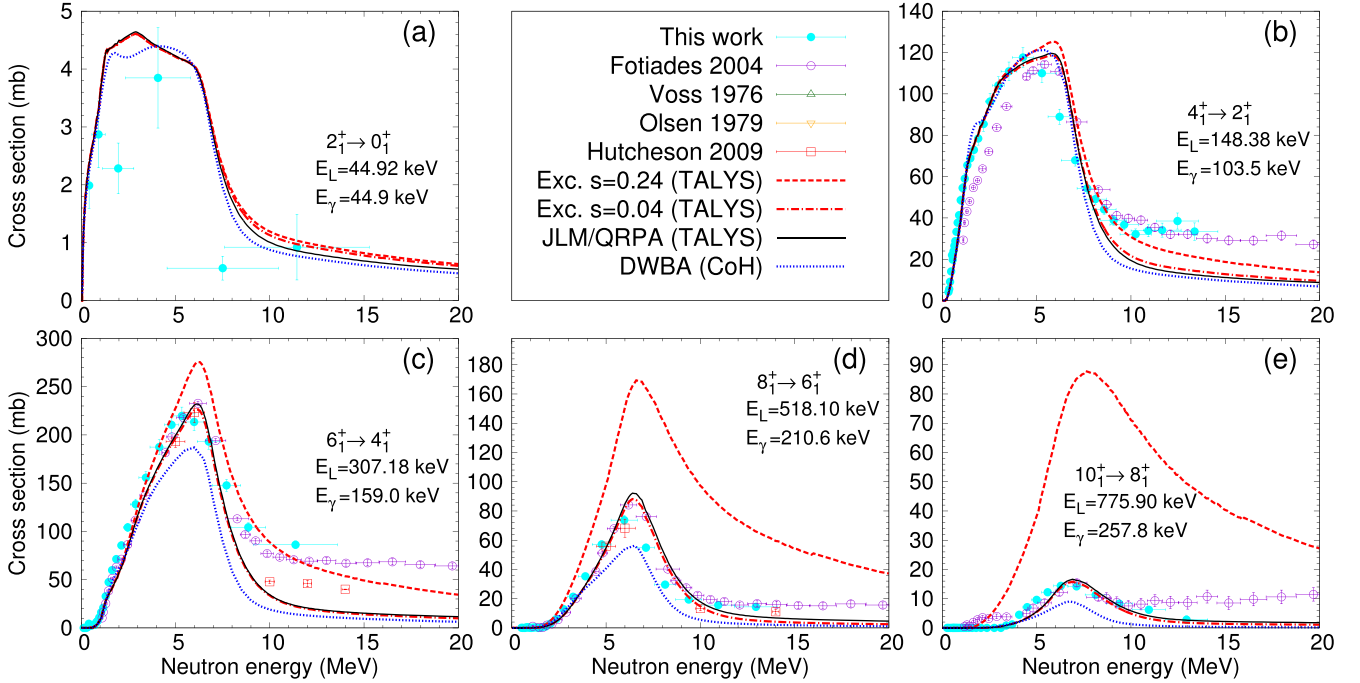 Cross section (mb)
5
4
3
2
1
0
(a)
2₁⁺→ 0₁⁺
E_L=44.92 keV
E_γ=44.9 keV
0 5 10 15 20
This work
Fotiades 2004
Voss 1976
Olsen 1979
Hutcheson 2009
Exc. s=0.24 (TALYS)
Exc. s=0.04 (TALYS)
JLM/QRPA (TALYS)
DWBA (CoH)
140
120
100
80
60
40
20
0
(b)
4₁⁺→ 2₁⁺
E_L=148.38 keV
E_γ=103.5 keV
0 5 10 15 20
Cross section (mb)
300
250
200
150
100
50
0
(c)
6₁⁺→ 4₁⁺
E_L=307.18 keV
E_γ=159.0 keV
0 5 10 15 20
Neutron energy (MeV)
180
160
140
120
100
80
60
40
20
0
(d)
8₁⁺→ 6₁⁺
E_L=518.10 keV
E_γ=210.6 keV
0 5 10 15 20
Neutron energy (MeV)
90
80
70
60
50
40
30
20
10
0
(e)
10₁⁺→ 8₁⁺
E_L=775.90 keV
E_γ=257.8 keV
0 5 10 15 20
Neutron energy (MeV)